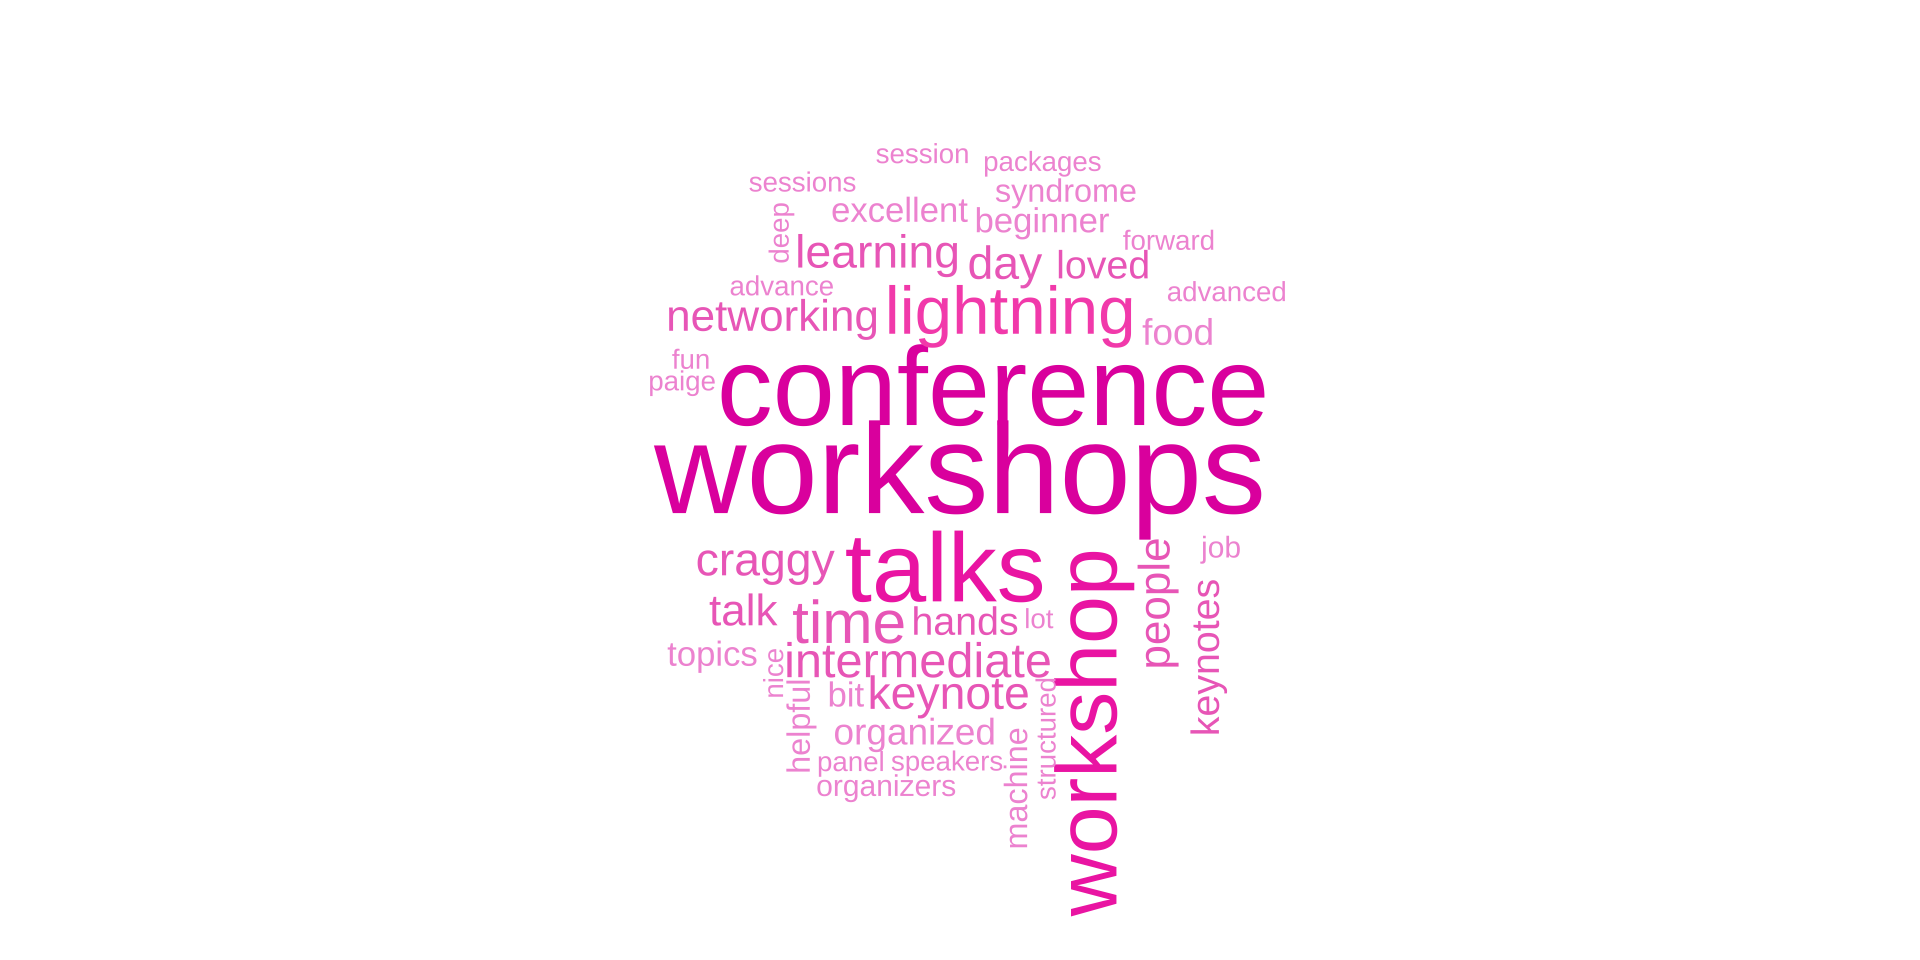 session
packages
sessions
syndrome
deep
excellent
beginner
forward
learning
day
loved
advance
advanced
networking
lightning
food
fun
paige
conference
workshops
craggy
talks
workshop
people
job
keynotes
talk
time
hands
lot
topics
nice
intermediate
helpful
bit
keynote
structured
organized
machine
panel
speakers
organizers